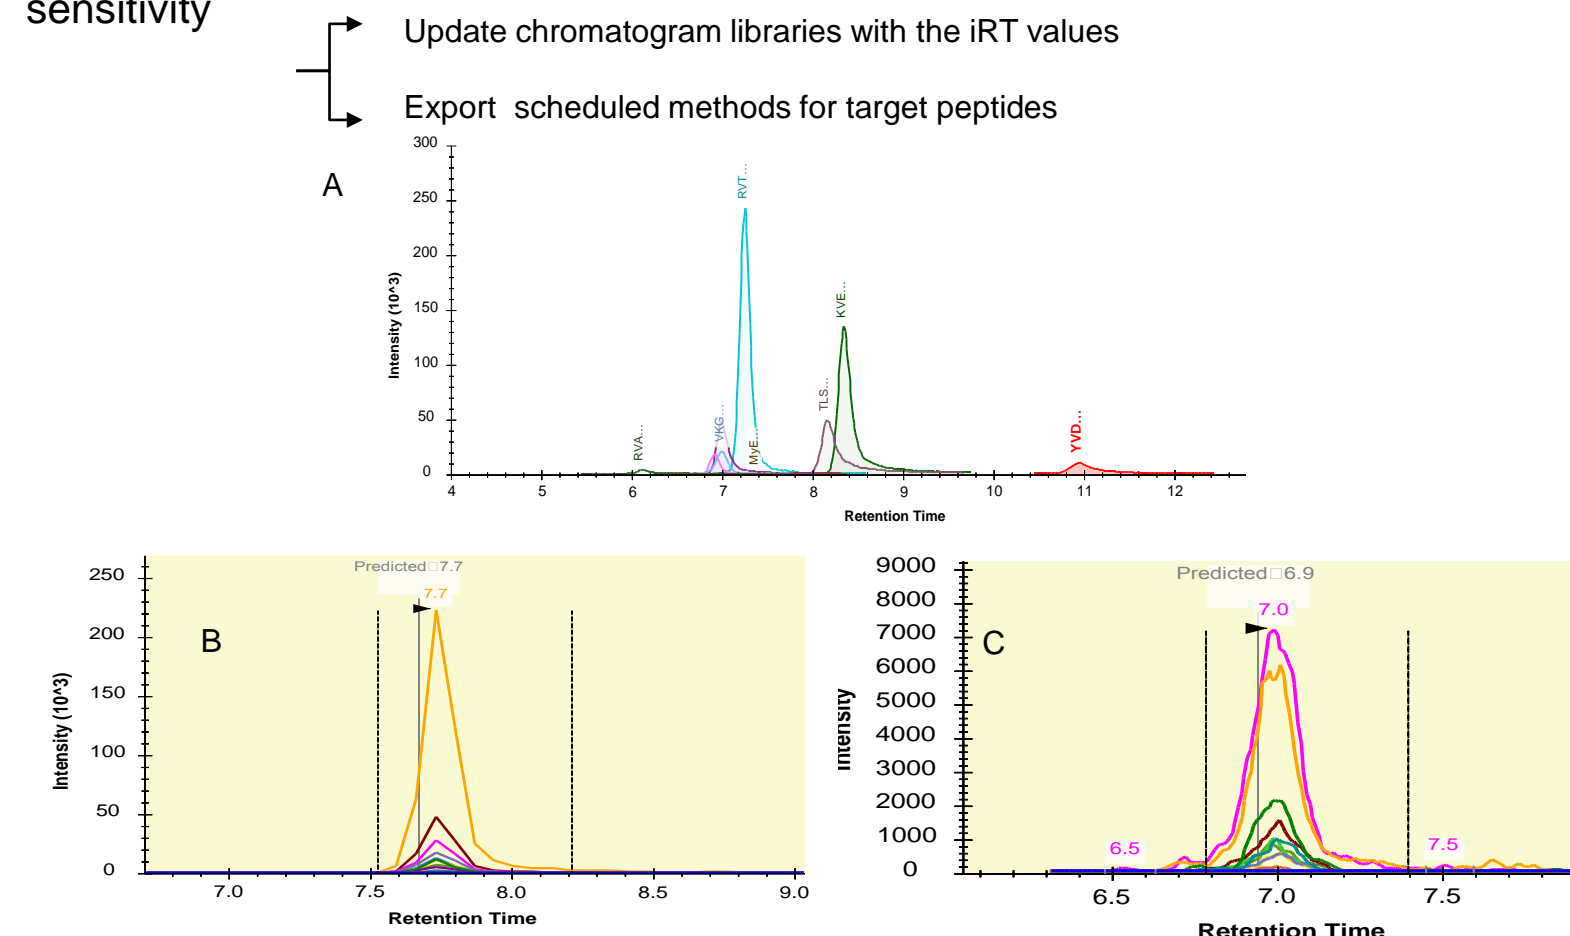 sensitivity
Update chromatogram libraries with the iRT values
Export scheduled methods for target peptides
A
300
250
200
150
100
50
0
Intensity (10^3)
RVA...
VKG...
RVT...
MyE...
TLS...
KVE...
YVD...
4 5 6 7 8 9 10 11 12
Retention Time
B
Predicted□7.7
7.7
250
200
150
100
50
0
Intensity (10^3)
7.0 7.5 8.0 8.5 9.0
Retention Time
C
Predicted□6.9
7.0
9000
8000
7000
6000
5000
4000
3000
2000
1000
0
Intensity
6.5
7.5
6.5 7.0 7.5
Retention Time